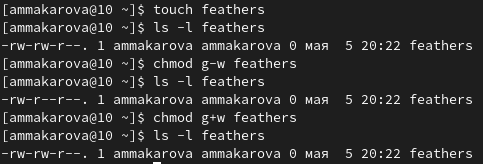 [ammakarova@10 ~]$ touch feathers
[ammakarova@10 ~]$ ls -l feathers
-rw-rw-r--. 1 ammakarova ammakarova 0 мая  5 20:22 feathers
[ammakarova@10 ~]$ chmod g-w feathers
[ammakarova@10 ~]$ ls -l feathers
-rw-r--r--. 1 ammakarova ammakarova 0 мая  5 20:22 feathers
[ammakarova@10 ~]$ chmod g+w feathers
[ammakarova@10 ~]$ ls -l feathers
-rw-rw-r--. 1 ammakarova ammakarova 0 мая  5 20:22 feathers